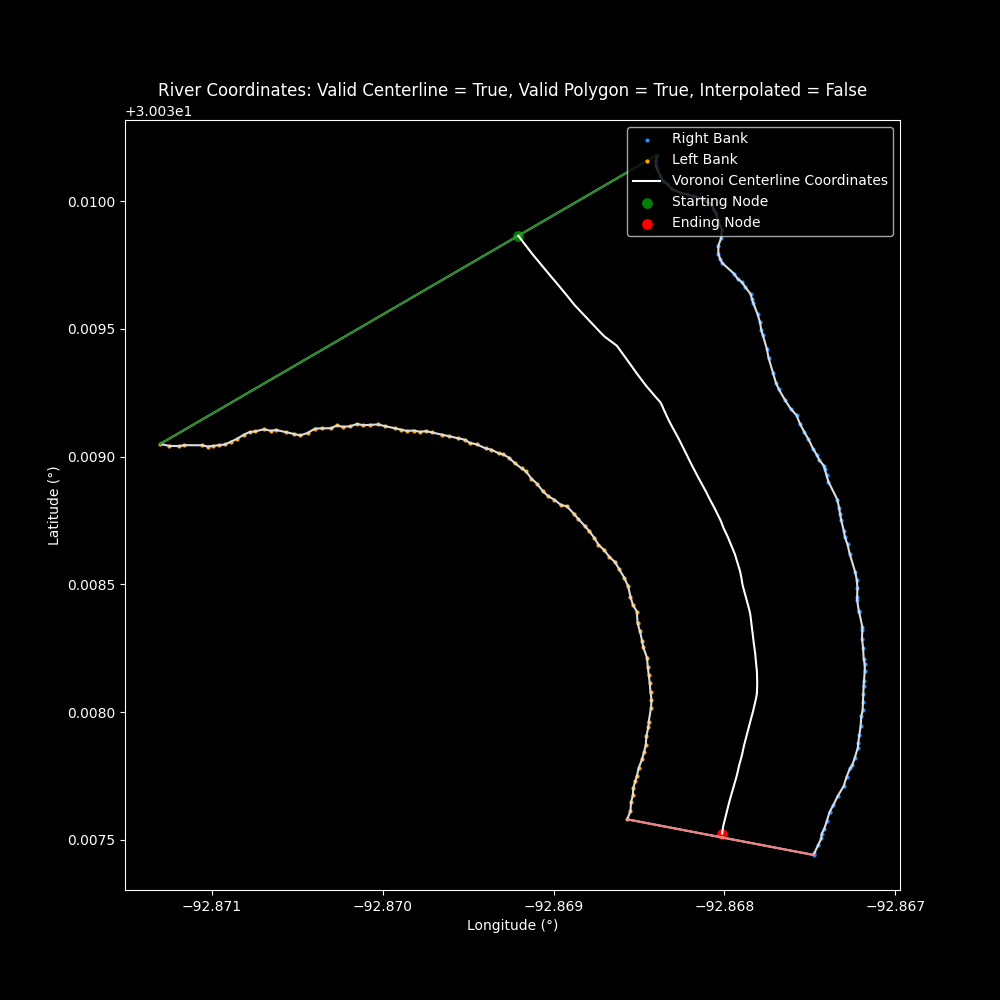 River Coordinates: Valid Centerline = True, Valid Polygon = True, Interpolated = False
+3.003e1
Right Bank
Left Bank
Voronoi Centerline Coordinates
Starting Node
Ending Node
0.0100
0.0095
0.0090
0.0085
0.0080
0.0075
Latitude (°)
−92.871
−92.870
−92.869
−92.868
−92.867
Longitude (°)